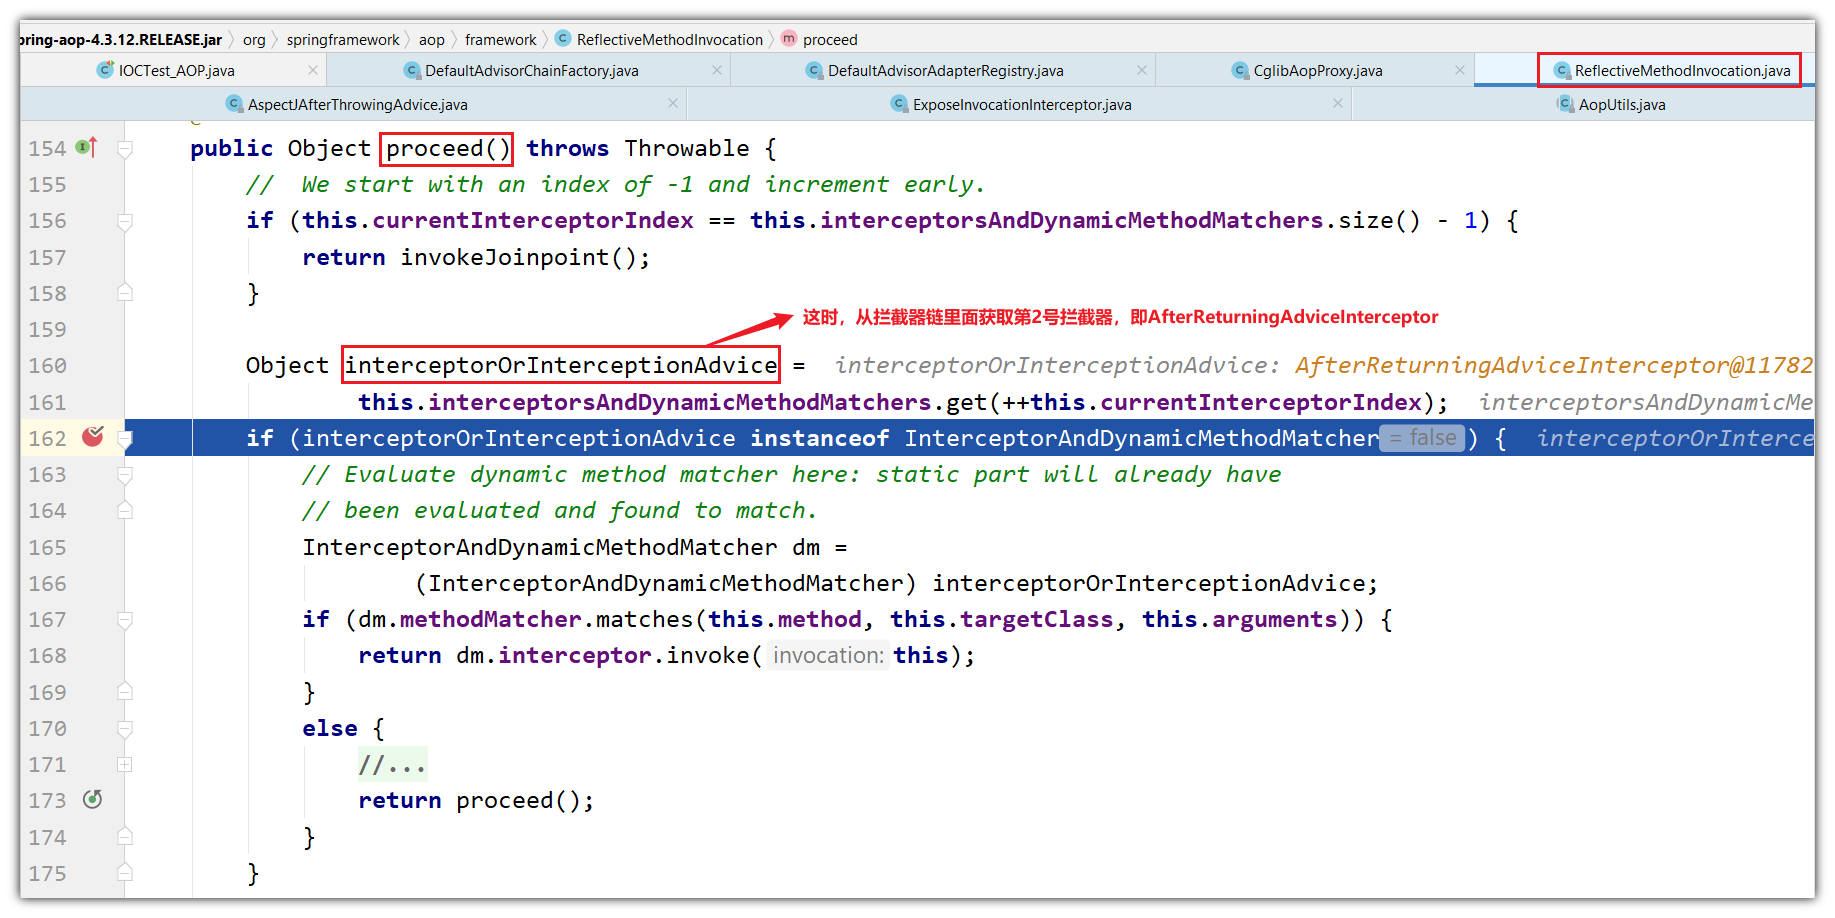 pring-aop-4.3.12.RELEASE.jar org springframework aop framework ReflectiveMethodInvocation proceed
IOCTest_AOP.java DefaultAdvisorChainFactory.java DefaultAdvisorAdapterRegistry.java CglibAopProxy.java ReflectiveMethodInvocation.java
AspectJAfterThrowingAdvice.java ExposeInvocationInterceptor.java AopUtils.java
154 public Object proceed() throws Throwable {
155 // We start with an index of -1 and increment early.
156 if (this.currentInterceptorIndex == this.interceptorsAndDynamicMethodMatchers.size() - 1) {
157 return invokeJoinpoint();
158 }
159 这时，从拦截器链里面获取第2号拦截器，即AfterReturningAdviceInterceptor
160 Object interceptorOrInterceptionAdvice = interceptorOrInterceptionAdvice: AfterReturningAdviceInterceptor@11782
161 this.interceptorsAndDynamicMethodMatchers.get(++this.currentInterceptorIndex); interceptorsAndDynamicMe
162 if (interceptorOrInterceptionAdvice instanceof InterceptorAndDynamicMethodMatcher = false ) { interceptorOrInterce
163 // Evaluate dynamic method matcher here: static part will already have
164 // been evaluated and found to match.
165 InterceptorAndDynamicMethodMatcher dm =
166 (InterceptorAndDynamicMethodMatcher) interceptorOrInterceptionAdvice;
167 if (dm.methodMatcher.matches(this.method, this.targetClass, this.arguments)) {
168 return dm.interceptor.invoke( invocation: this);
169 }
170 else {
171 //...
173 return proceed();
174 }
175 }